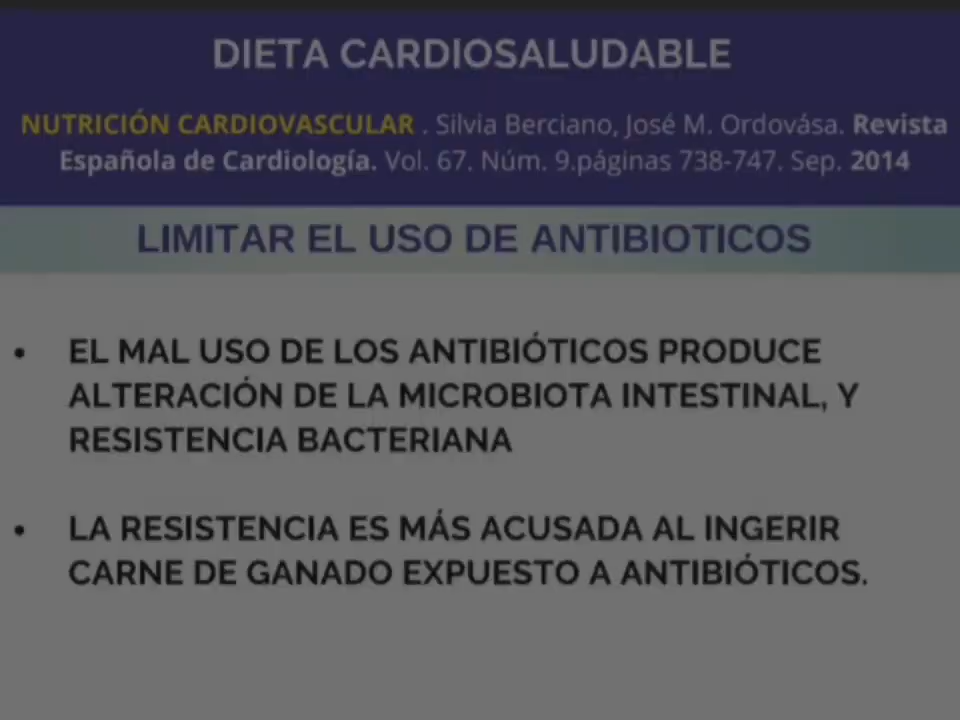 DIETA CARDIOSALUDABLE
NUTRICIÓN CARDIOVASCULAR . Silvia Berciano, José M. Ordovása. Revista
Española de Cardiología. Vol. 67. Núm. 9.páginas 738-747. Sep. 2014
LIMITAR EL USO DE ANTIBIOTICOS
• EL MAL USO DE LOS ANTIBIÓTICOS PRODUCE
ALTERACIÓN DE LA MICROBIOTA INTESTINAL, Y
RESISTENCIA BACTERIANA
• LA RESISTENCIA ES MÁS ACUSADA AL INGERIR
CARNE DE GANADO EXPUESTO A ANTIBIÓTICOS.